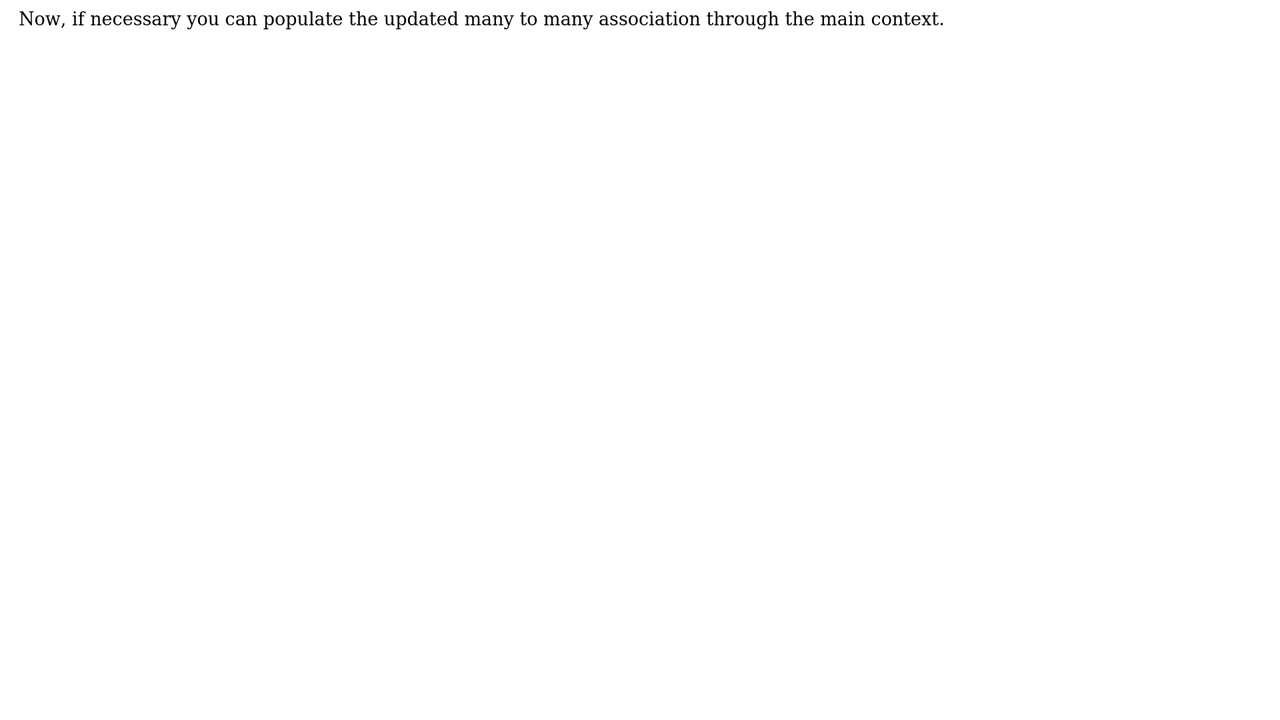 Now, if necessary you can populate the updated many to many association through the main context.